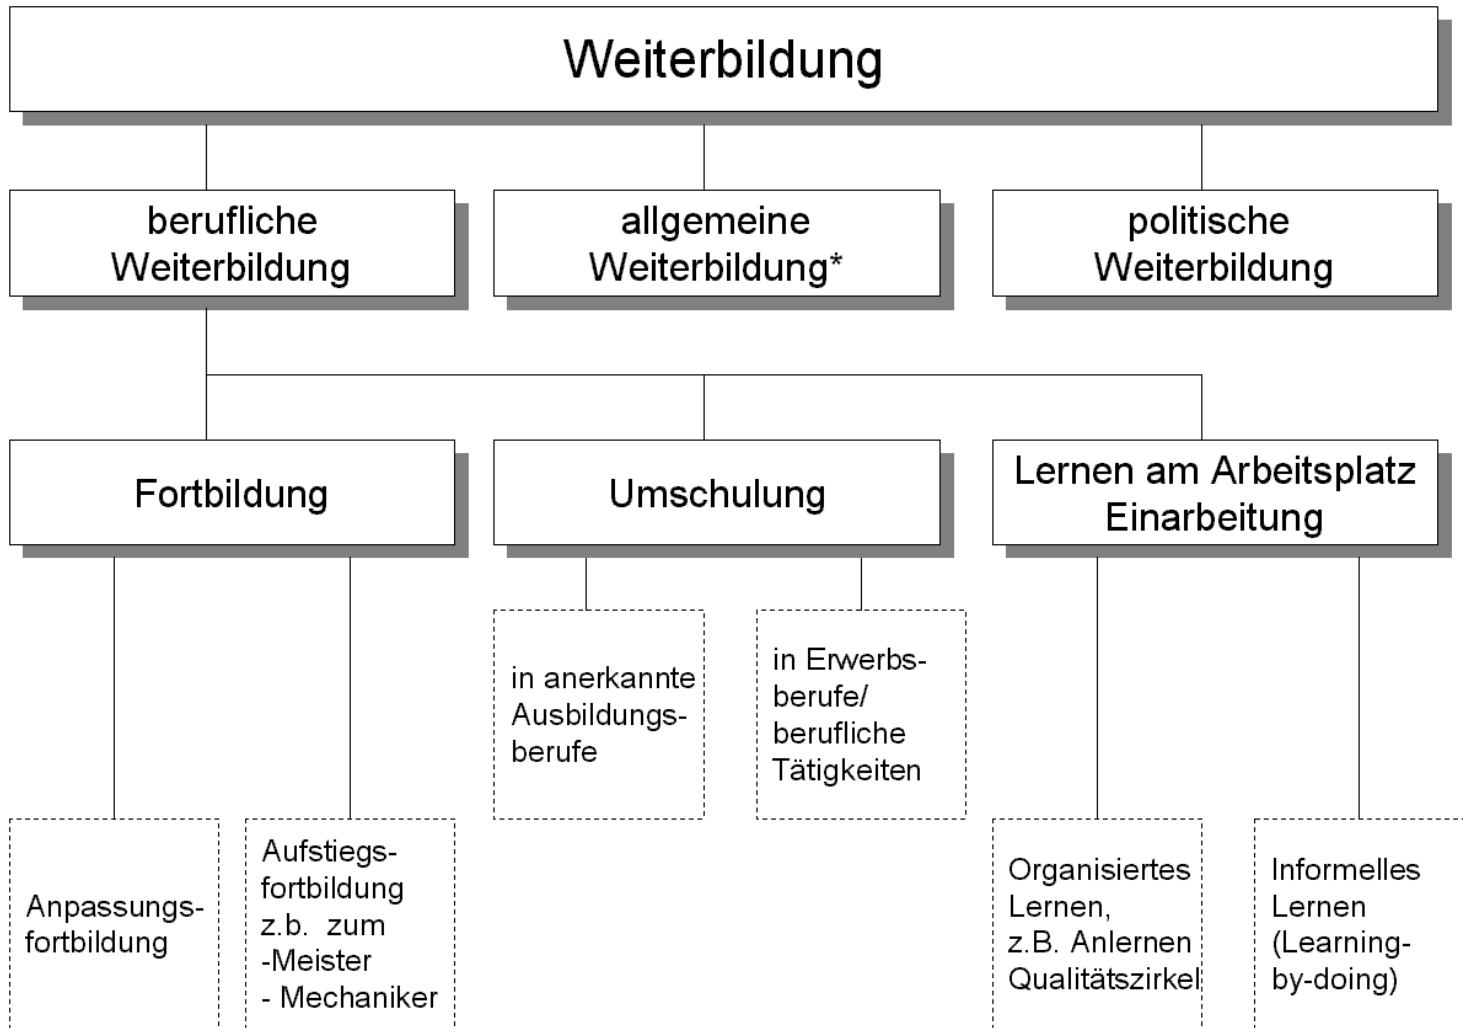 Weiterbildung
berufliche
Weiterbildung
allgemeine
Weiterbildung*
politische
Weiterbildung
Fortbildung
Umschulung
Lernen am Arbeitsplatz
Einarbeitung
in anerkannte
Ausbildungs-
berufe
in Erwerbs-
berufe/
berufliche
Tätigkeiten
Anpassungs-
fortbildung
Aufstiegs-
fortbildung
z.b. zum
-Meister
- Mechaniker
Organisiertes
Lernen,
z.B. Anlernen
Qualitätszirkel
Informelles
Lernen
(Learning-
by-doing)